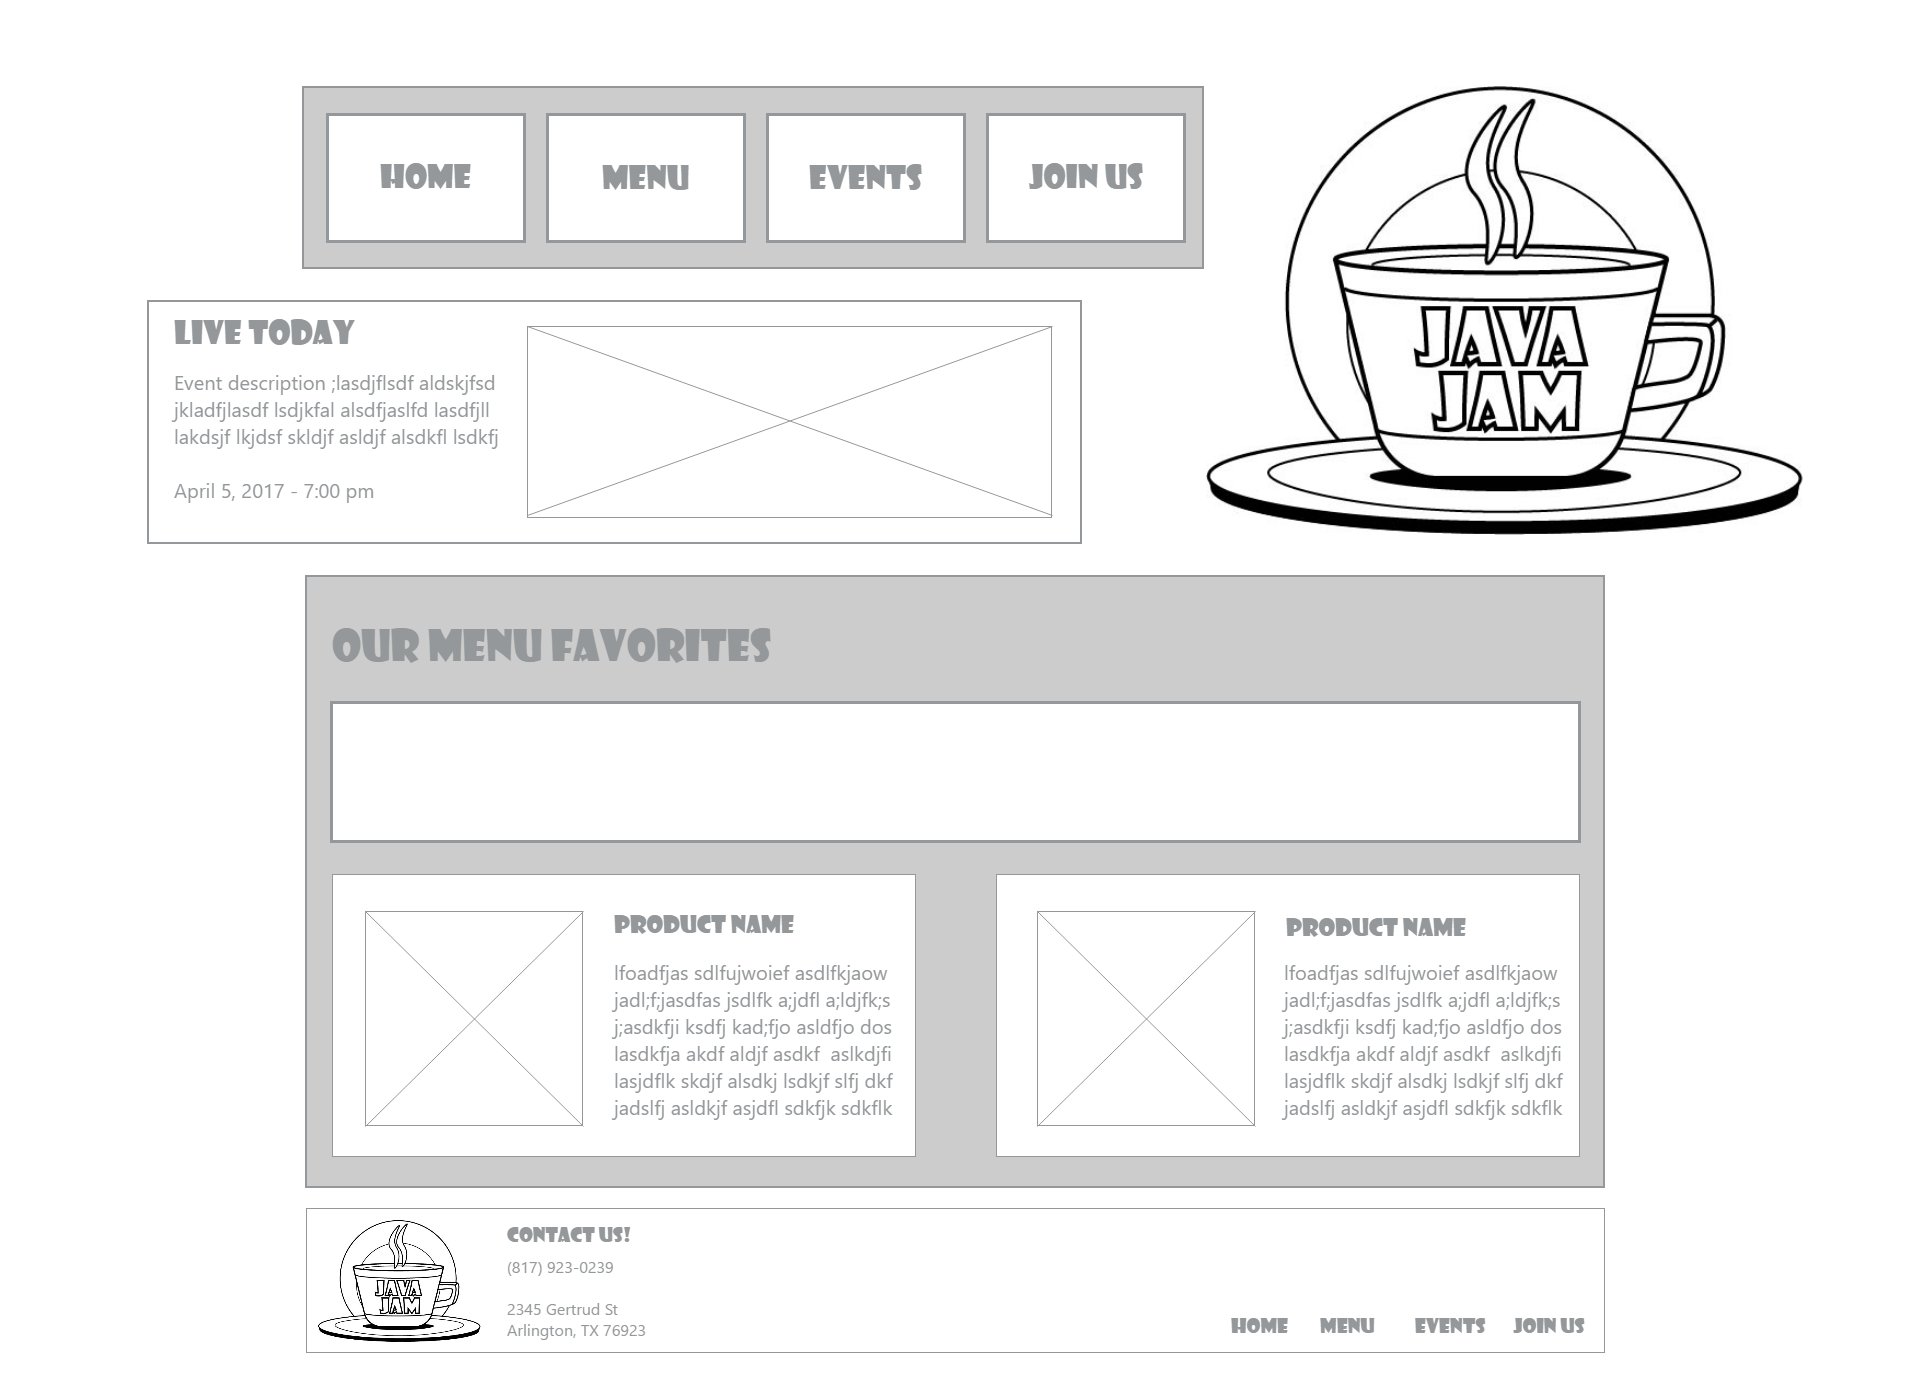 HOME
MENU
EVENTS
JOIN US
JAVA
JAM
LIVE TODAY
Event description ;lasdjflsdf aldskjfsd
jkladfjlasdf lsdjkfal alsdfjaslfd lasdfjll
lakdsjf lkjdsf skldjf asldjf alsdkfl lsdkfj
April 5, 2017 - 7:00 pm
OUR MENU FAVORITES
PRODUCT NAME
lfoadfjas sdlfujwoief asdlfkjaow
jadl;f;jasdfas jsdlfk a;jdfl a;ldjfk;s
j;asdkfji ksdfj kad;fjo asldfjo dos
lasdkfja akdf aldjf asdkf  aslkdjfi
lasjdflk skdjf alsdkj lsdkjf slfj dkf
jadslfj asldkjf asjdfl sdkfjk sdkflk
PRODUCT NAME
lfoadfjas sdlfujwoief asdlfkjaow
jadl;f;jasdfas jsdlfk a;jdfl a;ldjfk;s
j;asdkfji ksdfj kad;fjo asldfjo dos
lasdkfja akdf aldjf asdkf  aslkdjfi
lasjdflk skdjf alsdkj lsdkjf slfj dkf
jadslfj asldkjf asjdfl sdkfjk sdkflk
JAVA
JAM
CONTACT US!
(817) 923-0239
2345 Gertrud St
Arlington, TX 76923
HOME
MENU
EVENTS
JOIN US